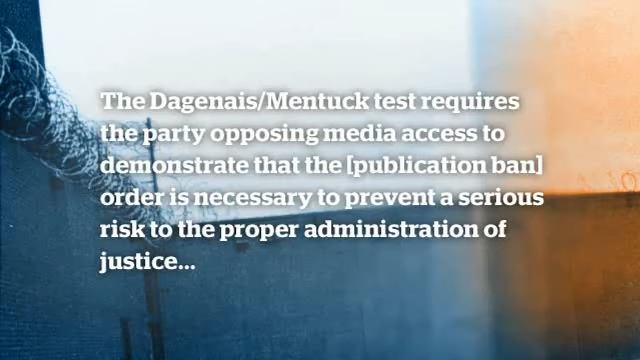 The Dagenais/Mentuck test requires
the party opposing media access to
demonstrate that the [publication ban]
order is necessary to prevent a serious
risk to the proper administration of
justice...